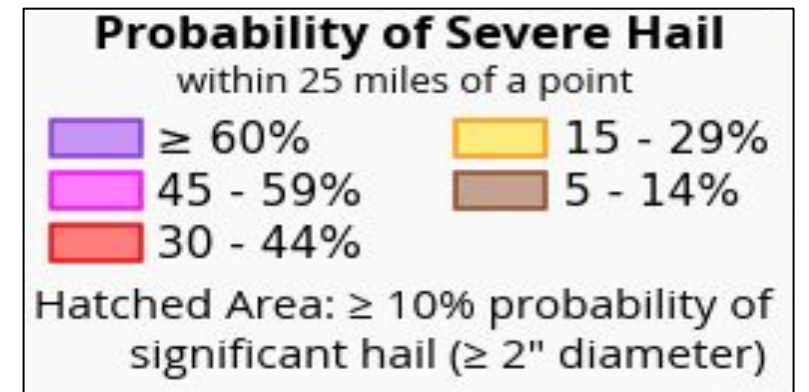 Probability of Severe Hail
within 25 miles of a point
≥ 60%
45 - 59%
30 - 44%
15 - 29%
5 - 14%
Hatched Area: ≥ 10% probability of
significant hail (≥ 2" diameter)